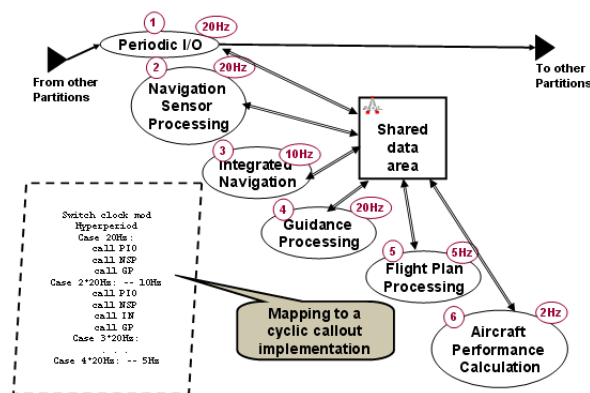 1
20Hz
Periodic I/O
From other
Partitions
To other
Partitions
2
20Hz
Navigation
Sensor
Processing
Shared
data
area
3
10Hz
Integrated
Navigation
4
20Hz
Guidance
Processing
5
5Hz
Flight Plan
Processing
6
2Hz
Aircraft
Performance
Calculation
Switch clock mod
Hyperperiod
Case 20Hz:
call PIO
call NSP
call GP
Case 2*20Hz: -- 10Hz
call PIO
call NSP
call IN
call GP
Case 3*20Hz:
. . .
Case 4*20Hz: -- 5Hz
Mapping to a
cyclic callout
implementation